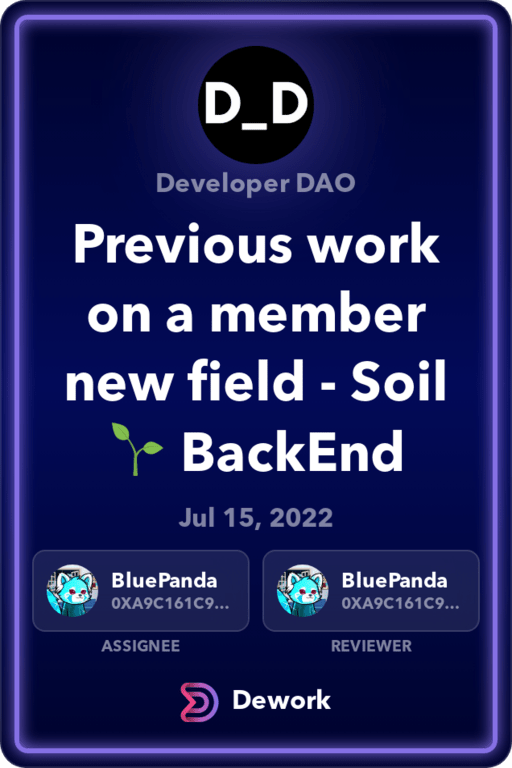 D_D
Developer DAO
Previous work
on a member
new field - Soil
🌱 BackEnd
Jul 15, 2022
BluePanda
0XA9C161C9...
ASSIGNEE
BluePanda
0XA9C161C9...
REVIEWER
Dework